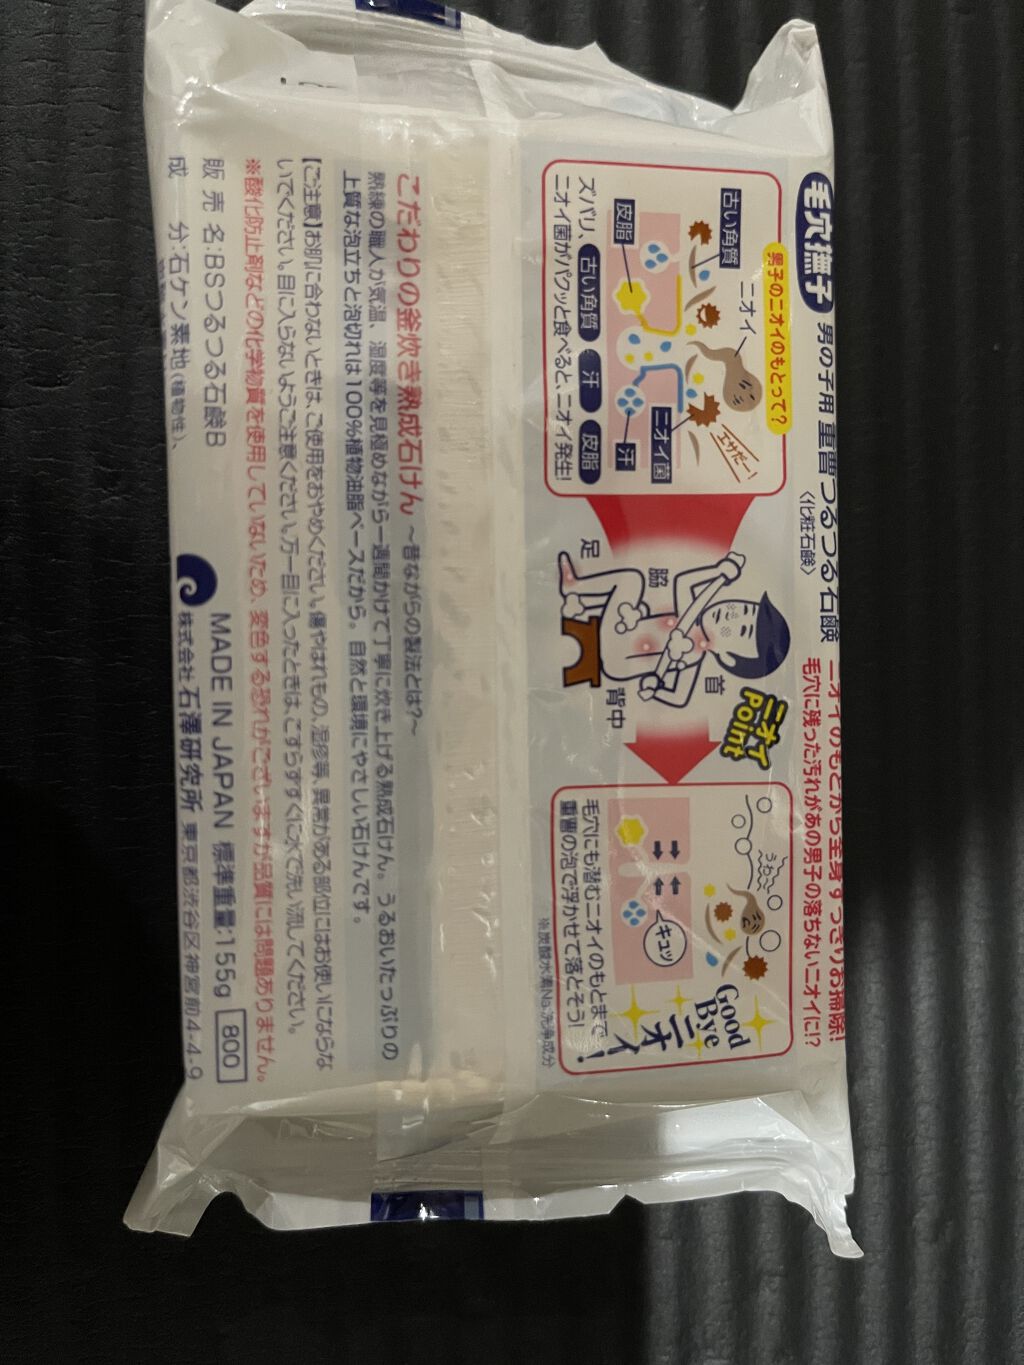 毛穴撫子 男の子用 重曹つるつる石鹸
〈化粧石鹸〉
ニオイのもとから全身すっきりお掃除!
毛穴に残った汚れがあの男子の落ちないニオイに!?
男子のニオイのもとって?
古い角質
ニオイ
エサだー!
皮脂
ニオイ菌
汗
ズバリ、古い角質 汗 皮脂
ニオイ菌がパクッと食べると、ニオイ発生!
ニオイ
Point
首
脇
背中
足
うわ〜
キュッ
Good
Bye
ニオイ!
毛穴にも潜むニオイのもとまで
重曹の泡で浮かせて落とそう!
※炭酸水素Na:洗浄成分
こだわりの釜炊き熟成石けん 〜昔ながらの製法とは?〜
熟練の職人が気温、湿度等を見極めながら一週間かけて丁寧に炊き上げる熟成石けん。うるおいたっぷりの
上質な泡立ちと泡切れは100%植物油脂ベースだから。自然と環境にやさしい石けんです。
【ご注意】お肌に合わないときは、ご使用をおやめください。傷やはれもの、湿疹等、異常がある部位にはお使いにならな
いでください。目に入らないようご注意ください。万一目に入ったときは、こすらずすぐに水で洗い流してください。
※酸化防止剤などの化学物質を使用していないため、変色する恐れがございますが品質には問題ありません。
販売名:BSつるつる石鹸B
MADE IN JAPAN 標準重量:155g 800
成 分:石ケン素地(植物性)、
株式会社 石澤研究所 東京都渋谷区神宮前4-4-9